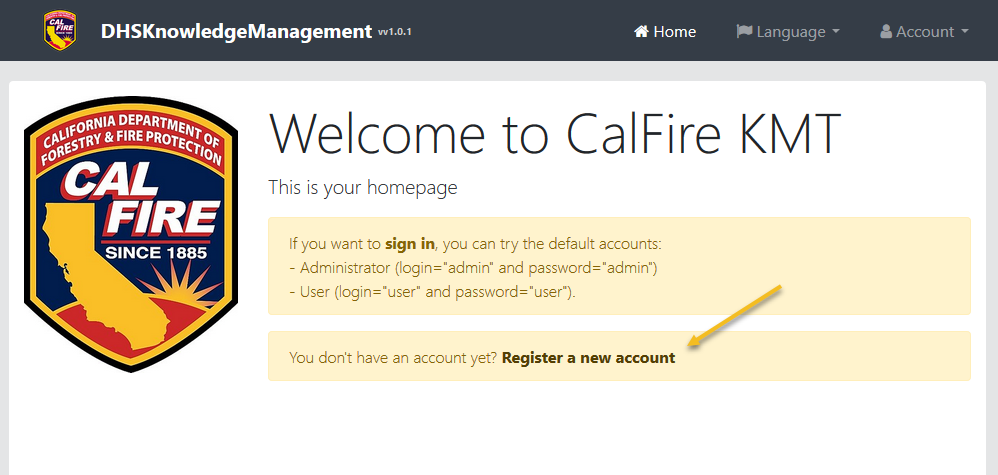 DHSKnowledgeManagement vv1.0.1
Home
Language
Account
CALIFORNIA DEPARTMENT OF
FORESTRY & FIRE PROTECTION
CAL
FIRE
SINCE 1885
Welcome to CalFire KMT
This is your homepage
If you want to sign in, you can try the default accounts:
- Administrator (login="admin" and password="admin")
- User (login="user" and password="user").
You don't have an account yet? Register a new account